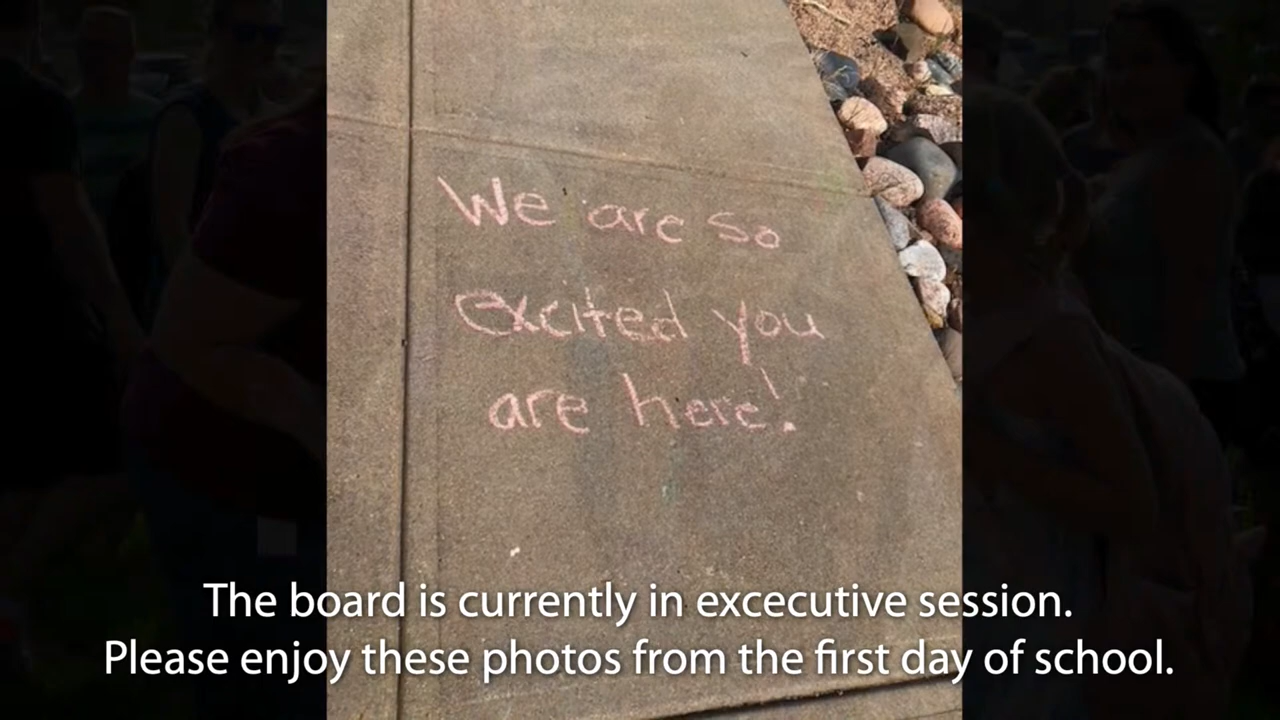 We are so
excited you
are here!
The board is currently in excecutive session.
Please enjoy these photos from the first day of school.